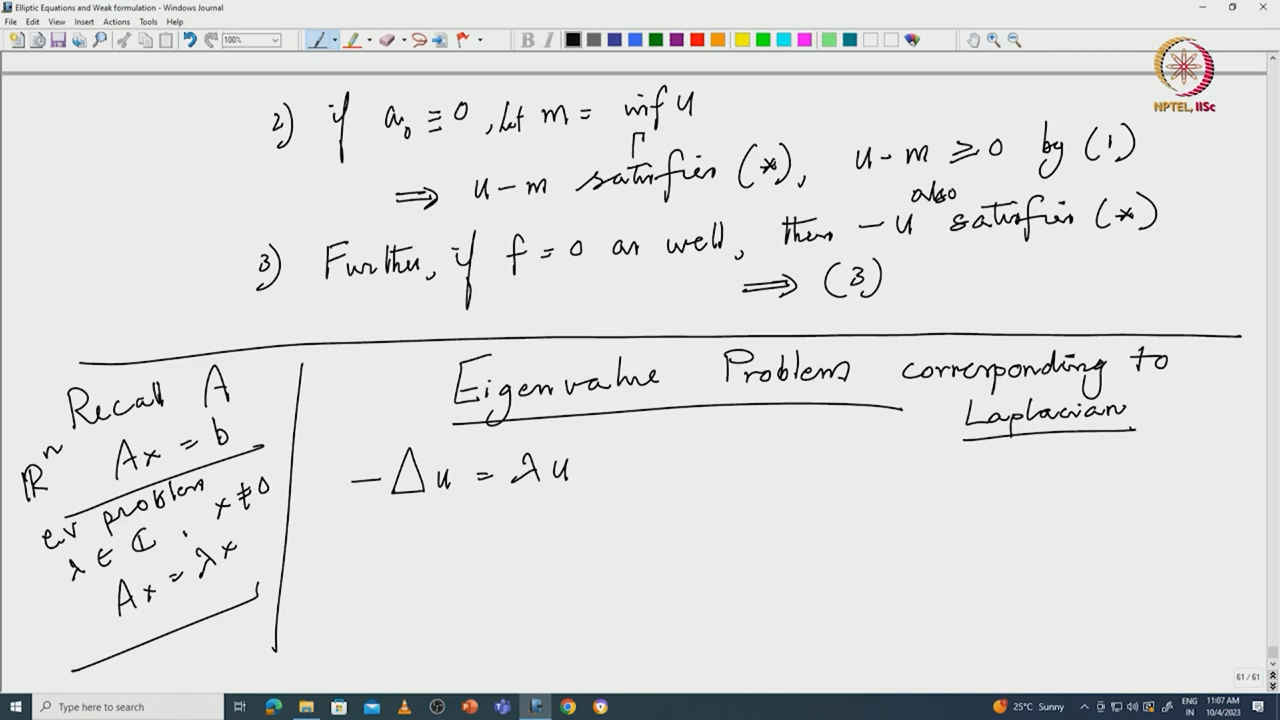 Elliptic Equations and Weak formulation - Windows Journal
File Edit View Insert Actions Tools Help
100%
B I
NPTEL, IISc
2) if a₀ ≡ 0, let m = inf u
Γ
⟹ u - m satisfies (*), u - m ⩾ 0 by (1)
3) Further, if f = 0 as well, then - u also satisfies (*)
⟹ (3)
Eigenvalue Problem corresponding to
Laplacian
Recall A
ℝⁿ Ax = b
e.v problem
λ ∈ ℂ, x ≠ 0
Ax = λx
- Δ u = λ u
61 / 61
Type here to search
25°C Sunny
ENG
IN
11:07 AM
10/4/2023